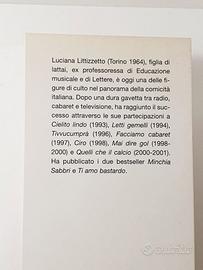 Luciana Littizzetto (Torino 1964), figlia di
lattai, ex professoressa di Educazione
musicale e di Lettere, è oggi una delle fi-
gure di culto nel panorama della comicità
italiana. Dopo una dura gavetta tra radio,
cabaret e televisione, ha raggiunto il suc-
cesso attraverso le sue partecipazioni a
Cielito lindo (1993), Letti gemelli (1994),
Tivvucumprà (1996), Facciamo cabaret
(1997), Ciro (1998), Mai dire gol (1998-
2000) e Quelli che il calcio (2000-2001).
Ha pubblicato i due bestseller Minchia
Sabbri e Ti amo bastardo.
subito.it